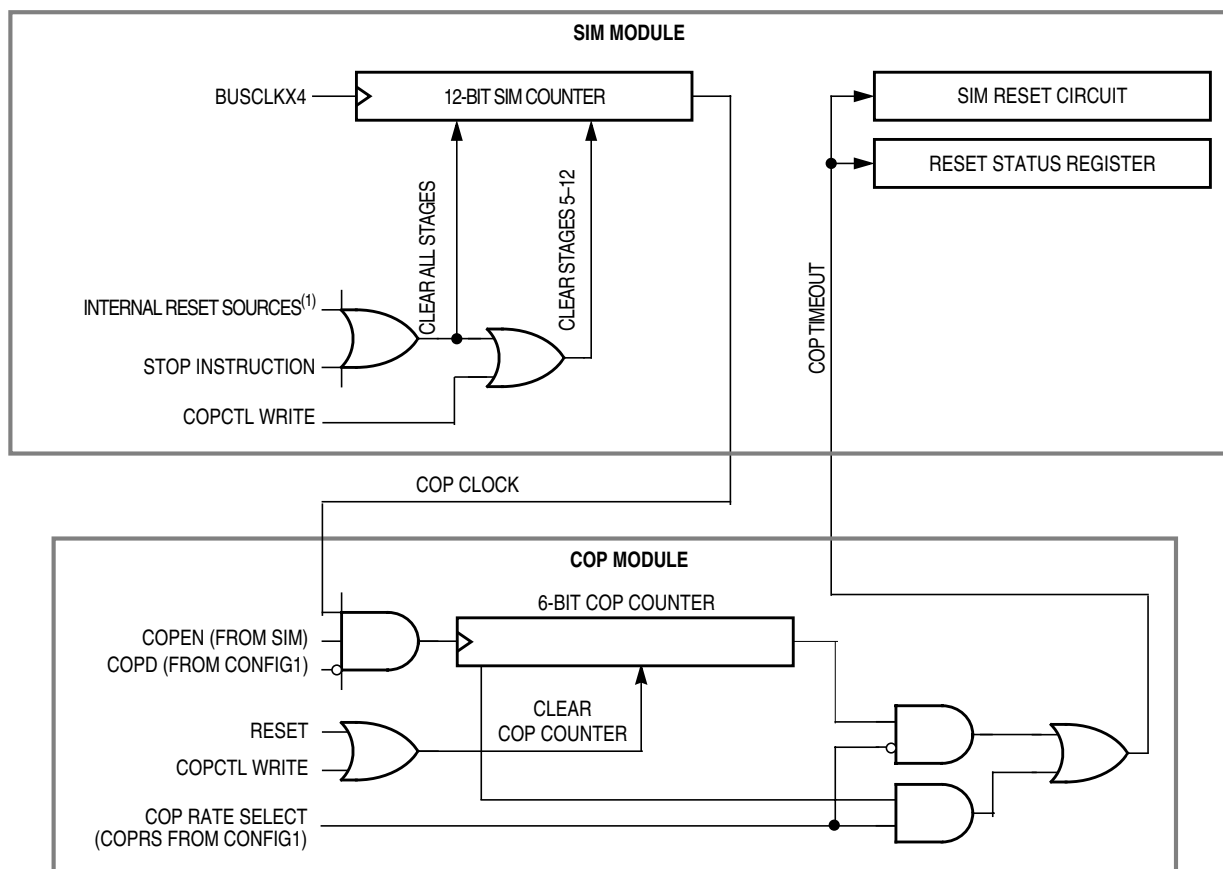 SIM MODULE
BUSCLKX4
12-BIT SIM COUNTER
SIM RESET CIRCUIT
RESET STATUS REGISTER
CLEAR ALL STAGES
CLEAR STAGES 5–12
COP TIMEOUT
INTERNAL RESET SOURCES(1)
STOP INSTRUCTION
COPCTL WRITE
COP CLOCK
COP MODULE
6-BIT COP COUNTER
COPEN (FROM SIM)
COPD (FROM CONFIG1)
CLEAR
COP COUNTER
RESET
COPCTL WRITE
COP RATE SELECT
(COPRS FROM CONFIG1)